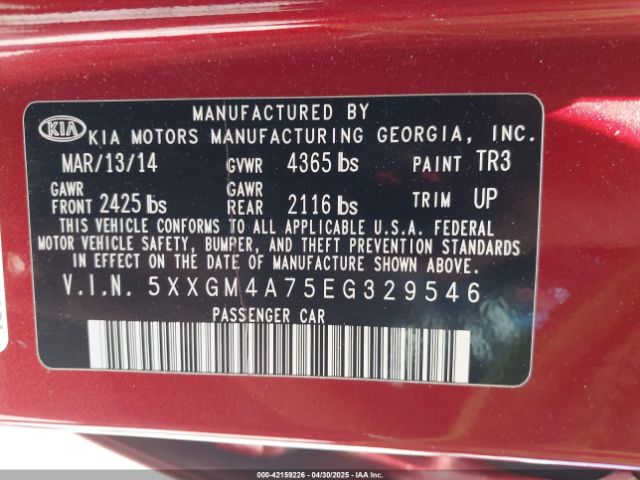 MANUFACTURED BY
KIA KIA MOTORS MANUFACTURING GEORGIA, INC.
MAR/13/14 GVWR 4365 lbs PAINT TR3
GAWR FRONT 2425 lbs GAWR REAR 2116 lbs TRIM UP
THIS VEHICLE CONFORMS TO ALL APPLICABLE U.S.A. FEDERAL
MOTOR VEHICLE SAFETY, BUMPER, AND THEFT PREVENTION STANDARDS
IN EFFECT ON THE DATE OF MANUFACTURE SHOWN ABOVE.
V.I.N. 5XXGM4A75EG329546
PASSENGER CAR
000-42159226 - 04/30/2025 - IAA, Inc.